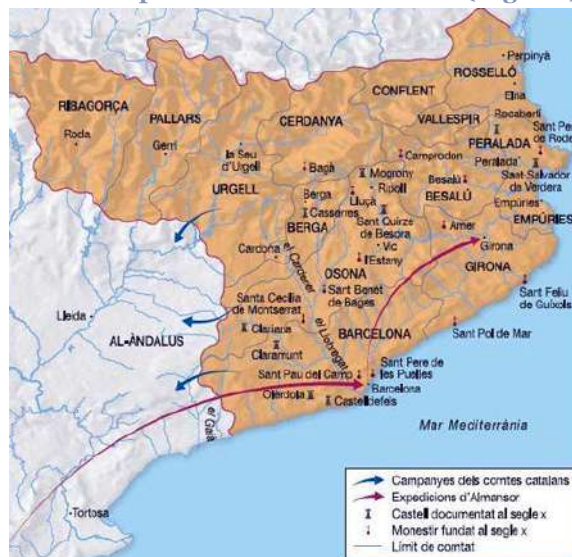 Perpinyà
ROSSELLÓ
CONFLENT
Elna
RIBAGORÇA
PALLARS
CERDANYA
VALLESPIR
Rocabertí
Sant Pere
de Rodes
Roda
Gerri
la Seu
d'Urgell
Bagà
Mogrony
Camprodon
PERALADA
Peralada
Sant Salvador
de Verdera
URGELL
Berga
Ripoll
Besalú
Empúries
BERGA
Lluçà
BESALÚ
EMPÚRIES
Casserres
Sant Quirze
de Besora
Amer
Girona
Cardona
el Cardener
Vic
l'Estany
OSONA
GIRONA
Sant Benet
de Bages
Sant Feliu
de Guíxols
Lleida
Santa Cecília
de Montserrat
el Llobregat
AL-ÀNDALUS
Clariana
BARCELONA
Sant Pol de Mar
Claramunt
Sant Pau del Camp
Sant Pere de
les Puelles
Barcelona
Olèrdola
Castelldefels
el Gaià
Mar Mediterrània
Tortosa
Campanyes dels comtes catalans
Expedicions d'Almansor
Castell documentat al segle X
Monestir fundat al segle X
Límit de comtat